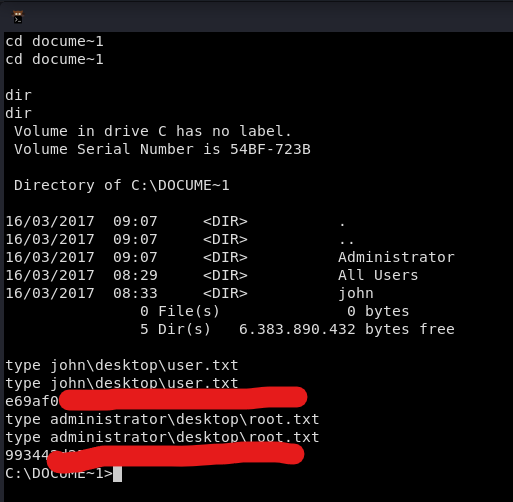 cd docume~1
cd docume~1
dir
dir
Volume in drive C has no label.
Volume Serial Number is 54BF-723B
Directory of C:\DOCUME~1
16/03/2017  09:07     <DIR>          .
16/03/2017  09:07     <DIR>          ..
16/03/2017  09:07     <DIR>          Administrator
16/03/2017  08:29     <DIR>          All Users
16/03/2017  08:33     <DIR>          john
0 File(s)              0 bytes
5 Dir(s)   6.383.890.432 bytes free
type john\desktop\user.txt
type john\desktop\user.txt
e69af0
type administrator\desktop\root.txt
type administrator\desktop\root.txt
99344
C:\DOCUME~1>